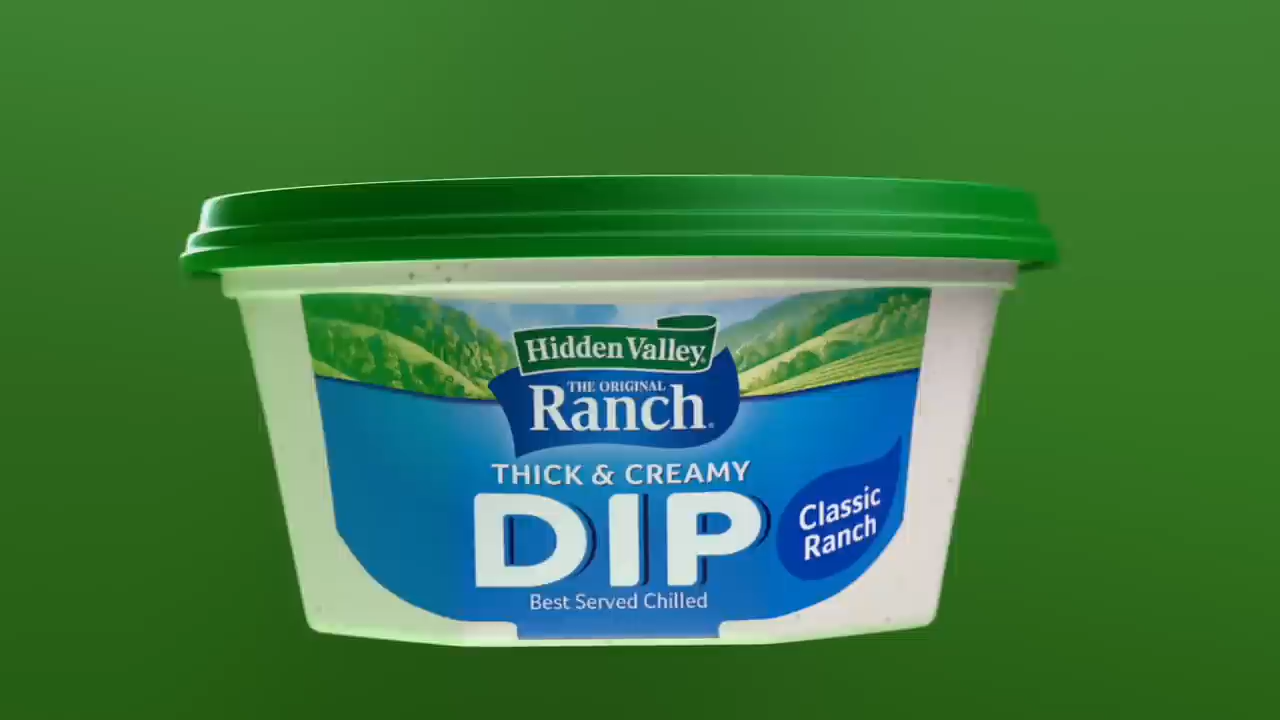 Hidden Valley®
THE ORIGINAL
Ranch®
THICK & CREAMY
DIP
Classic
Ranch
Best Served Chilled